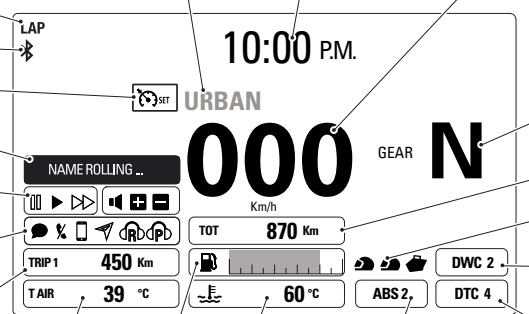 LAP
10:00 P.M.
SET
URBAN
000
GEAR N
NAME ROLLING ...
Km/h
TOT 870 Km
R P
TRIP 1 450 Km
DWC 2
T AIR 39 °C
60 °C
ABS 2
DTC 4